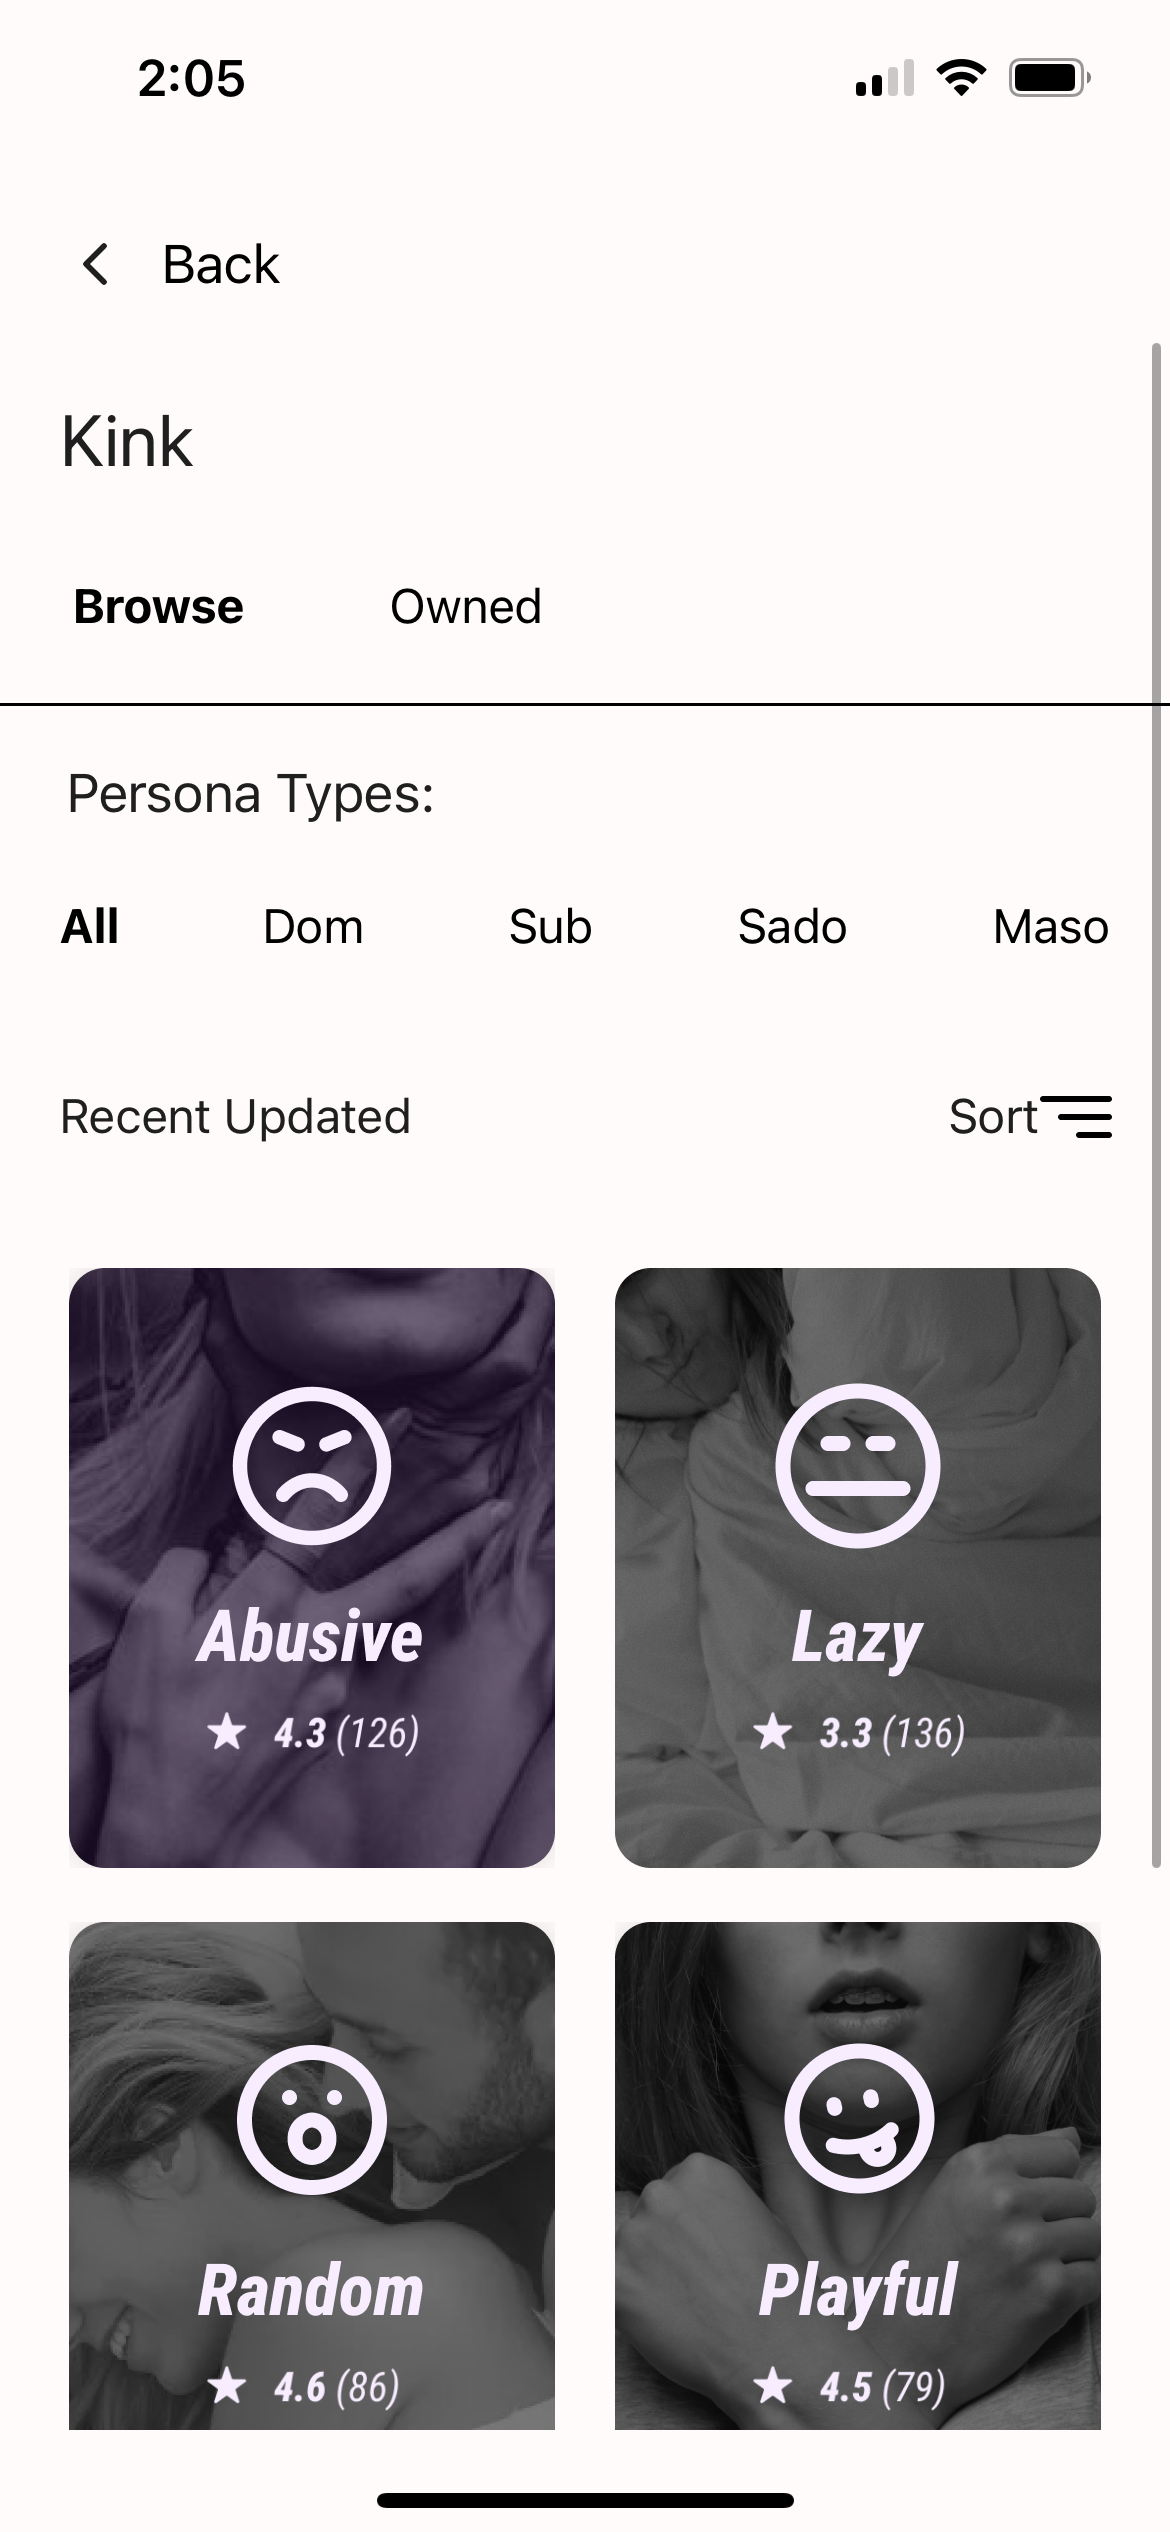 2:05
Back
Kink
Browse Owned
Persona Types:
All Dom Sub Sado Maso
Recent Updated Sort
Abusive Lazy
4.3 (126) 3.3 (136)
Random Playful
4.6 (86) 4.5 (79)